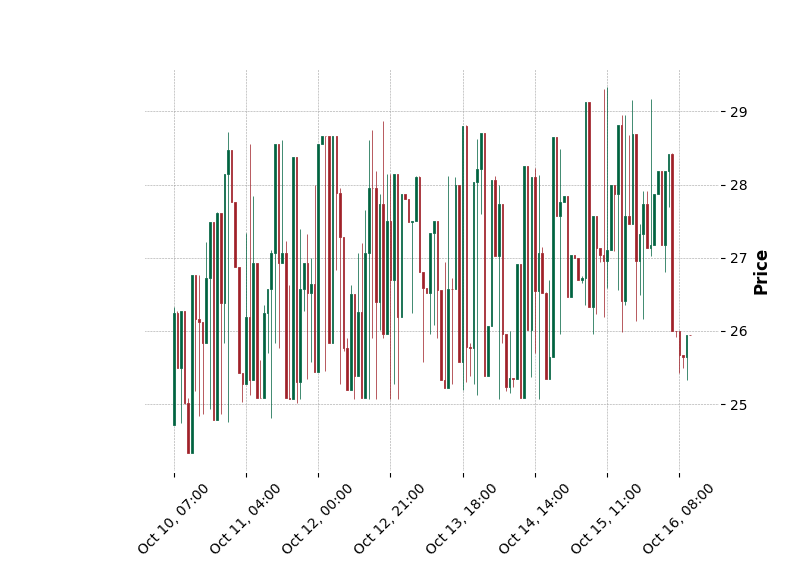 29
28
27
26
25
Price
Oct 10, 07:00
Oct 11, 04:00
Oct 12, 00:00
Oct 12, 21:00
Oct 13, 18:00
Oct 14, 14:00
Oct 15, 11:00
Oct 16, 08:00